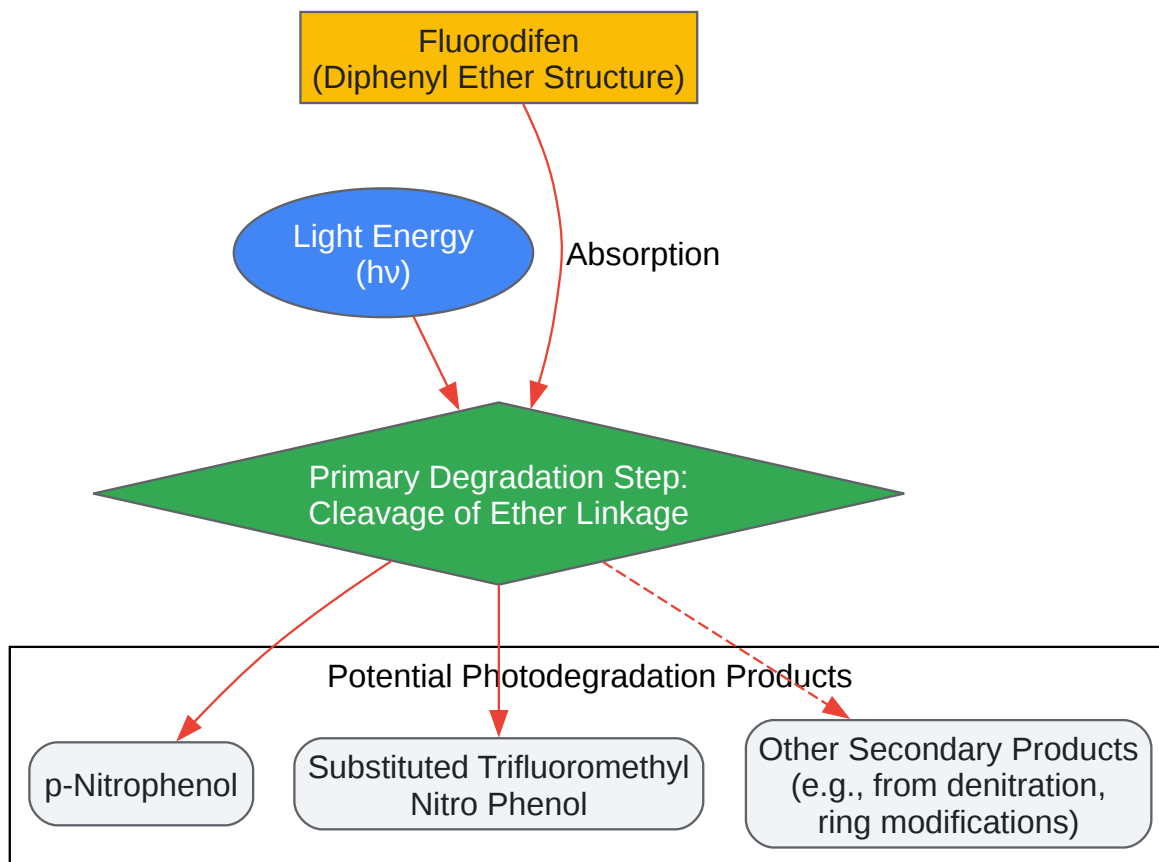 Fluorodifen
(Diphenyl Ether Structure)
Light Energy
(hν)
Absorption
Primary Degradation Step:
Cleavage of Ether Linkage
Potential Photodegradation Products
p-Nitrophenol
Substituted Trifluoromethyl
Nitro Phenol
Other Secondary Products
(e.g., from denitration,
ring modifications)